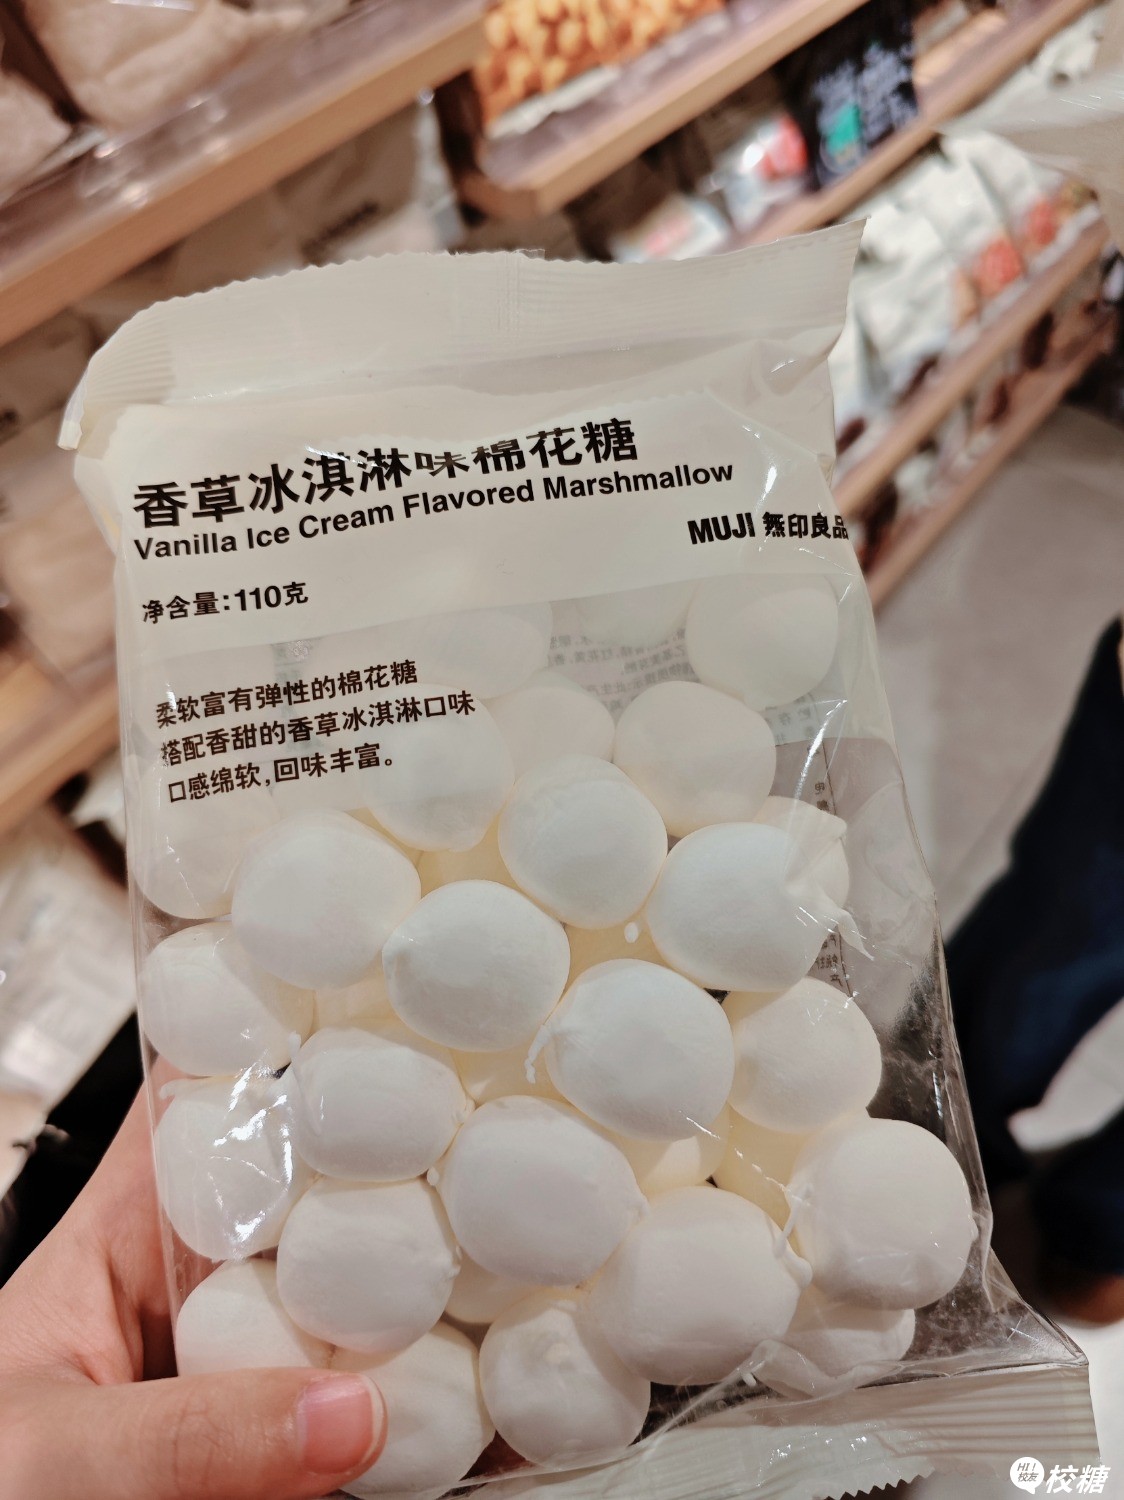 香草冰淇淋味棉花糖
Vanilla Ice Cream Flavored Marshmallow
MUJI 無印良品
净含量:110克
柔软富有弹性的棉花糖
搭配香甜的香草冰淇淋口味
口感绵软,回味丰富。
HI!
校友
校糖